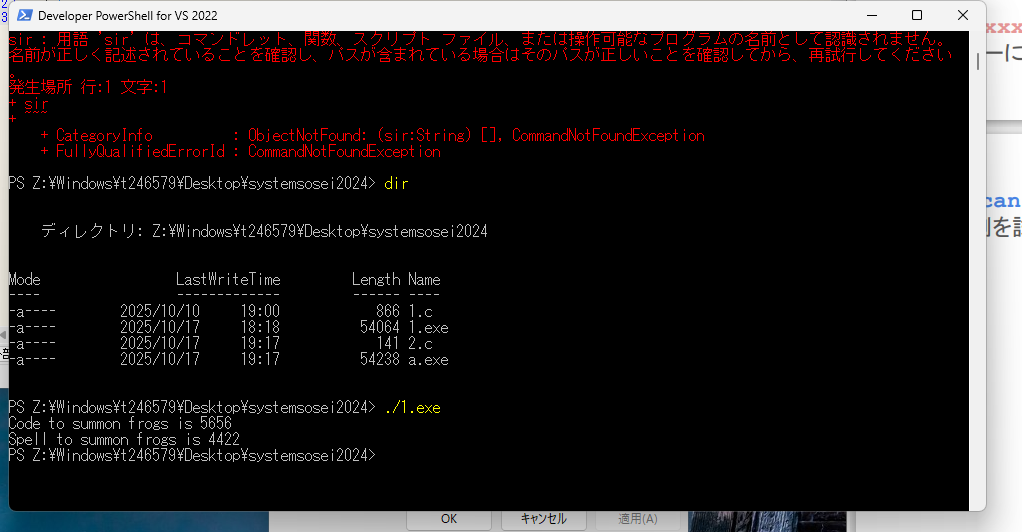 Developer PowerShell for VS 2022
sir : 用語 'sir' は、コマンドレット、関数、スクリプト ファイル、または操作可能なプログラムの名前として認識されません。
名前が正しく記述されていることを確認し、パスが含まれている場合はそのパスが正しいことを確認してから、再試行してください
。
発生場所 行:1 文字:1
+ sir
+ ~~~
+ CategoryInfo : ObjectNotFound: (sir:String) [], CommandNotFoundException
+ FullyQualifiedErrorId : CommandNotFoundException
PS Z:¥Windows¥t246579¥Desktop¥systemsosei2024> dir
ディレクトリ: Z:¥Windows¥t246579¥Desktop¥systemsosei2024
Mode LastWriteTime Length Name
---- ------------- ------ ----
-a---- 2025/10/10 19:00 866 1.c
-a---- 2025/10/17 18:18 54064 1.exe
-a---- 2025/10/17 19:17 141 2.c
-a---- 2025/10/17 19:17 54238 a.exe
PS Z:¥Windows¥t246579¥Desktop¥systemsosei2024> ./1.exe
Code to summon frogs is 5656
Spell to summon frogs is 4422
PS Z:¥Windows¥t246579¥Desktop¥systemsosei2024>
OK キャンセル 適用(A)